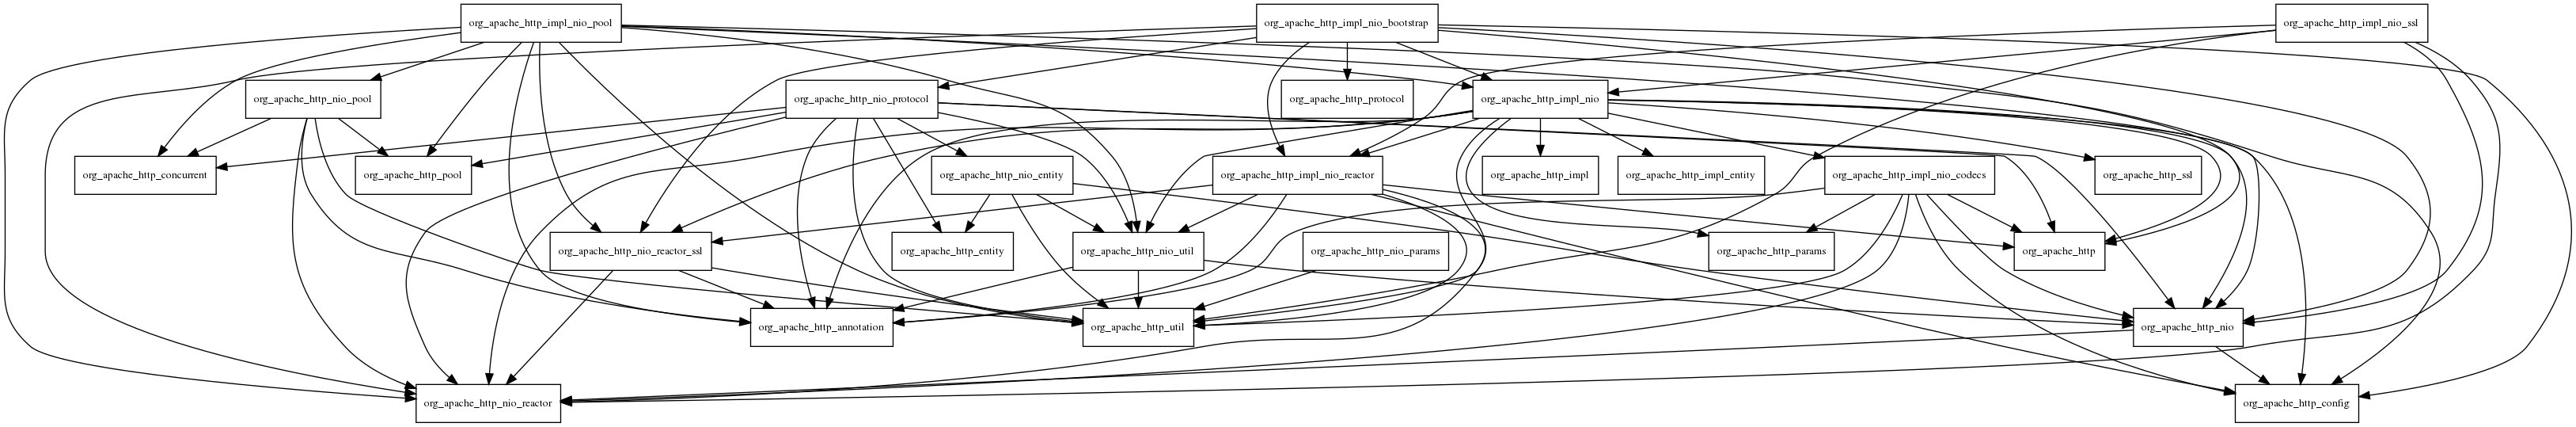 org_apache_http_impl_nio_pool
org_apache_http_impl_nio_bootstrap
org_apache_http_impl_nio_ssl
org_apache_http_nio_pool
org_apache_http_nio_protocol
org_apache_http_protocol
org_apache_http_impl_nio
org_apache_http_concurrent
org_apache_http_pool
org_apache_http_nio_entity
org_apache_http_impl_nio_reactor
org_apache_http_impl
org_apache_http_impl_entity
org_apache_http_impl_nio_codecs
org_apache_http_ssl
org_apache_http_nio_reactor_ssl
org_apache_http_entity
org_apache_http_nio_util
org_apache_http_nio_params
org_apache_http_params
org_apache_http
org_apache_http_annotation
org_apache_http_util
org_apache_http_nio
org_apache_http_nio_reactor
org_apache_http_config